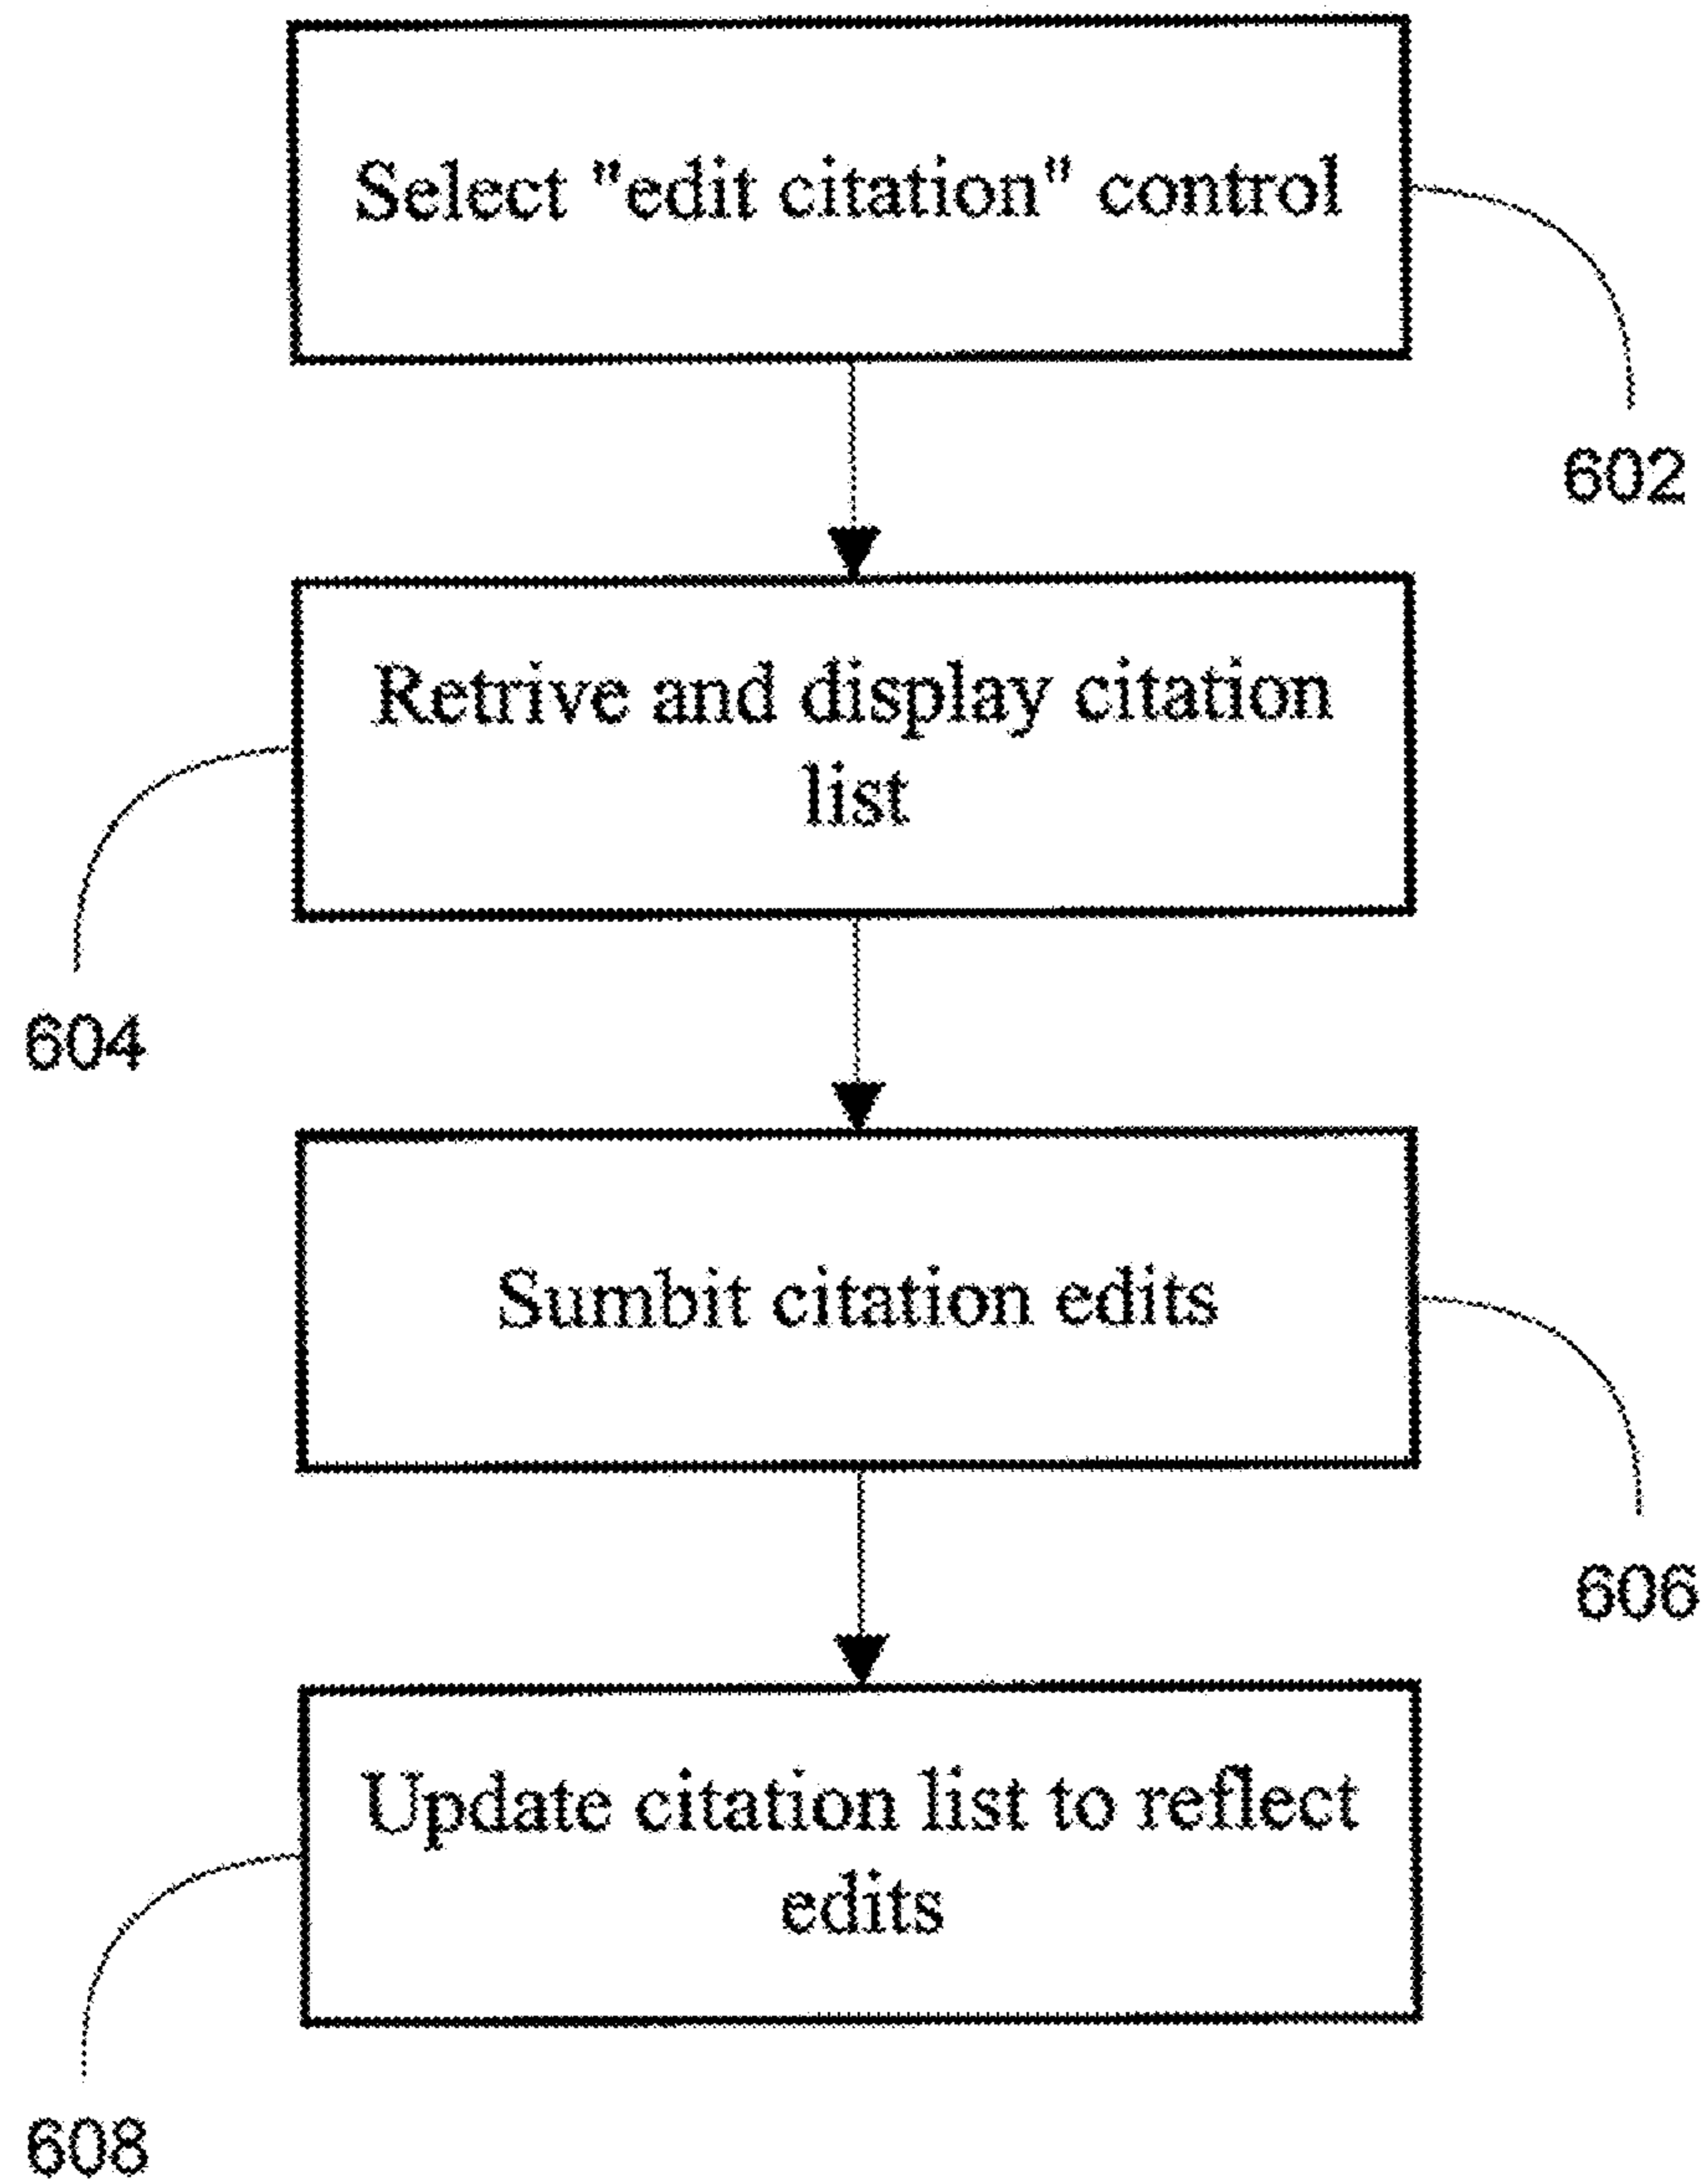 Select "edit citation" control
602
Retrive and display citation
list
604
Sumbit citation edits
606
Update citation list to reflect
edits
608